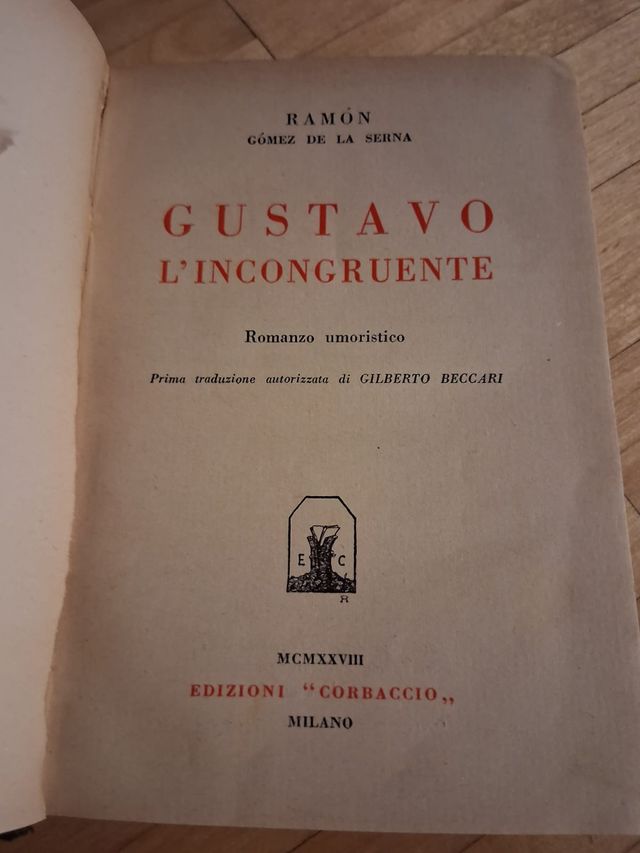 RAMÓN
GÓMEZ DE LA SERNA
GUSTAVO
L'INCONGRUENTE
Romanzo umoristico
Prima traduzione autorizzata di GILBERTO BECCARI
E C
MCMXXVIII
EDIZIONI “CORBACCIO„
MILANO